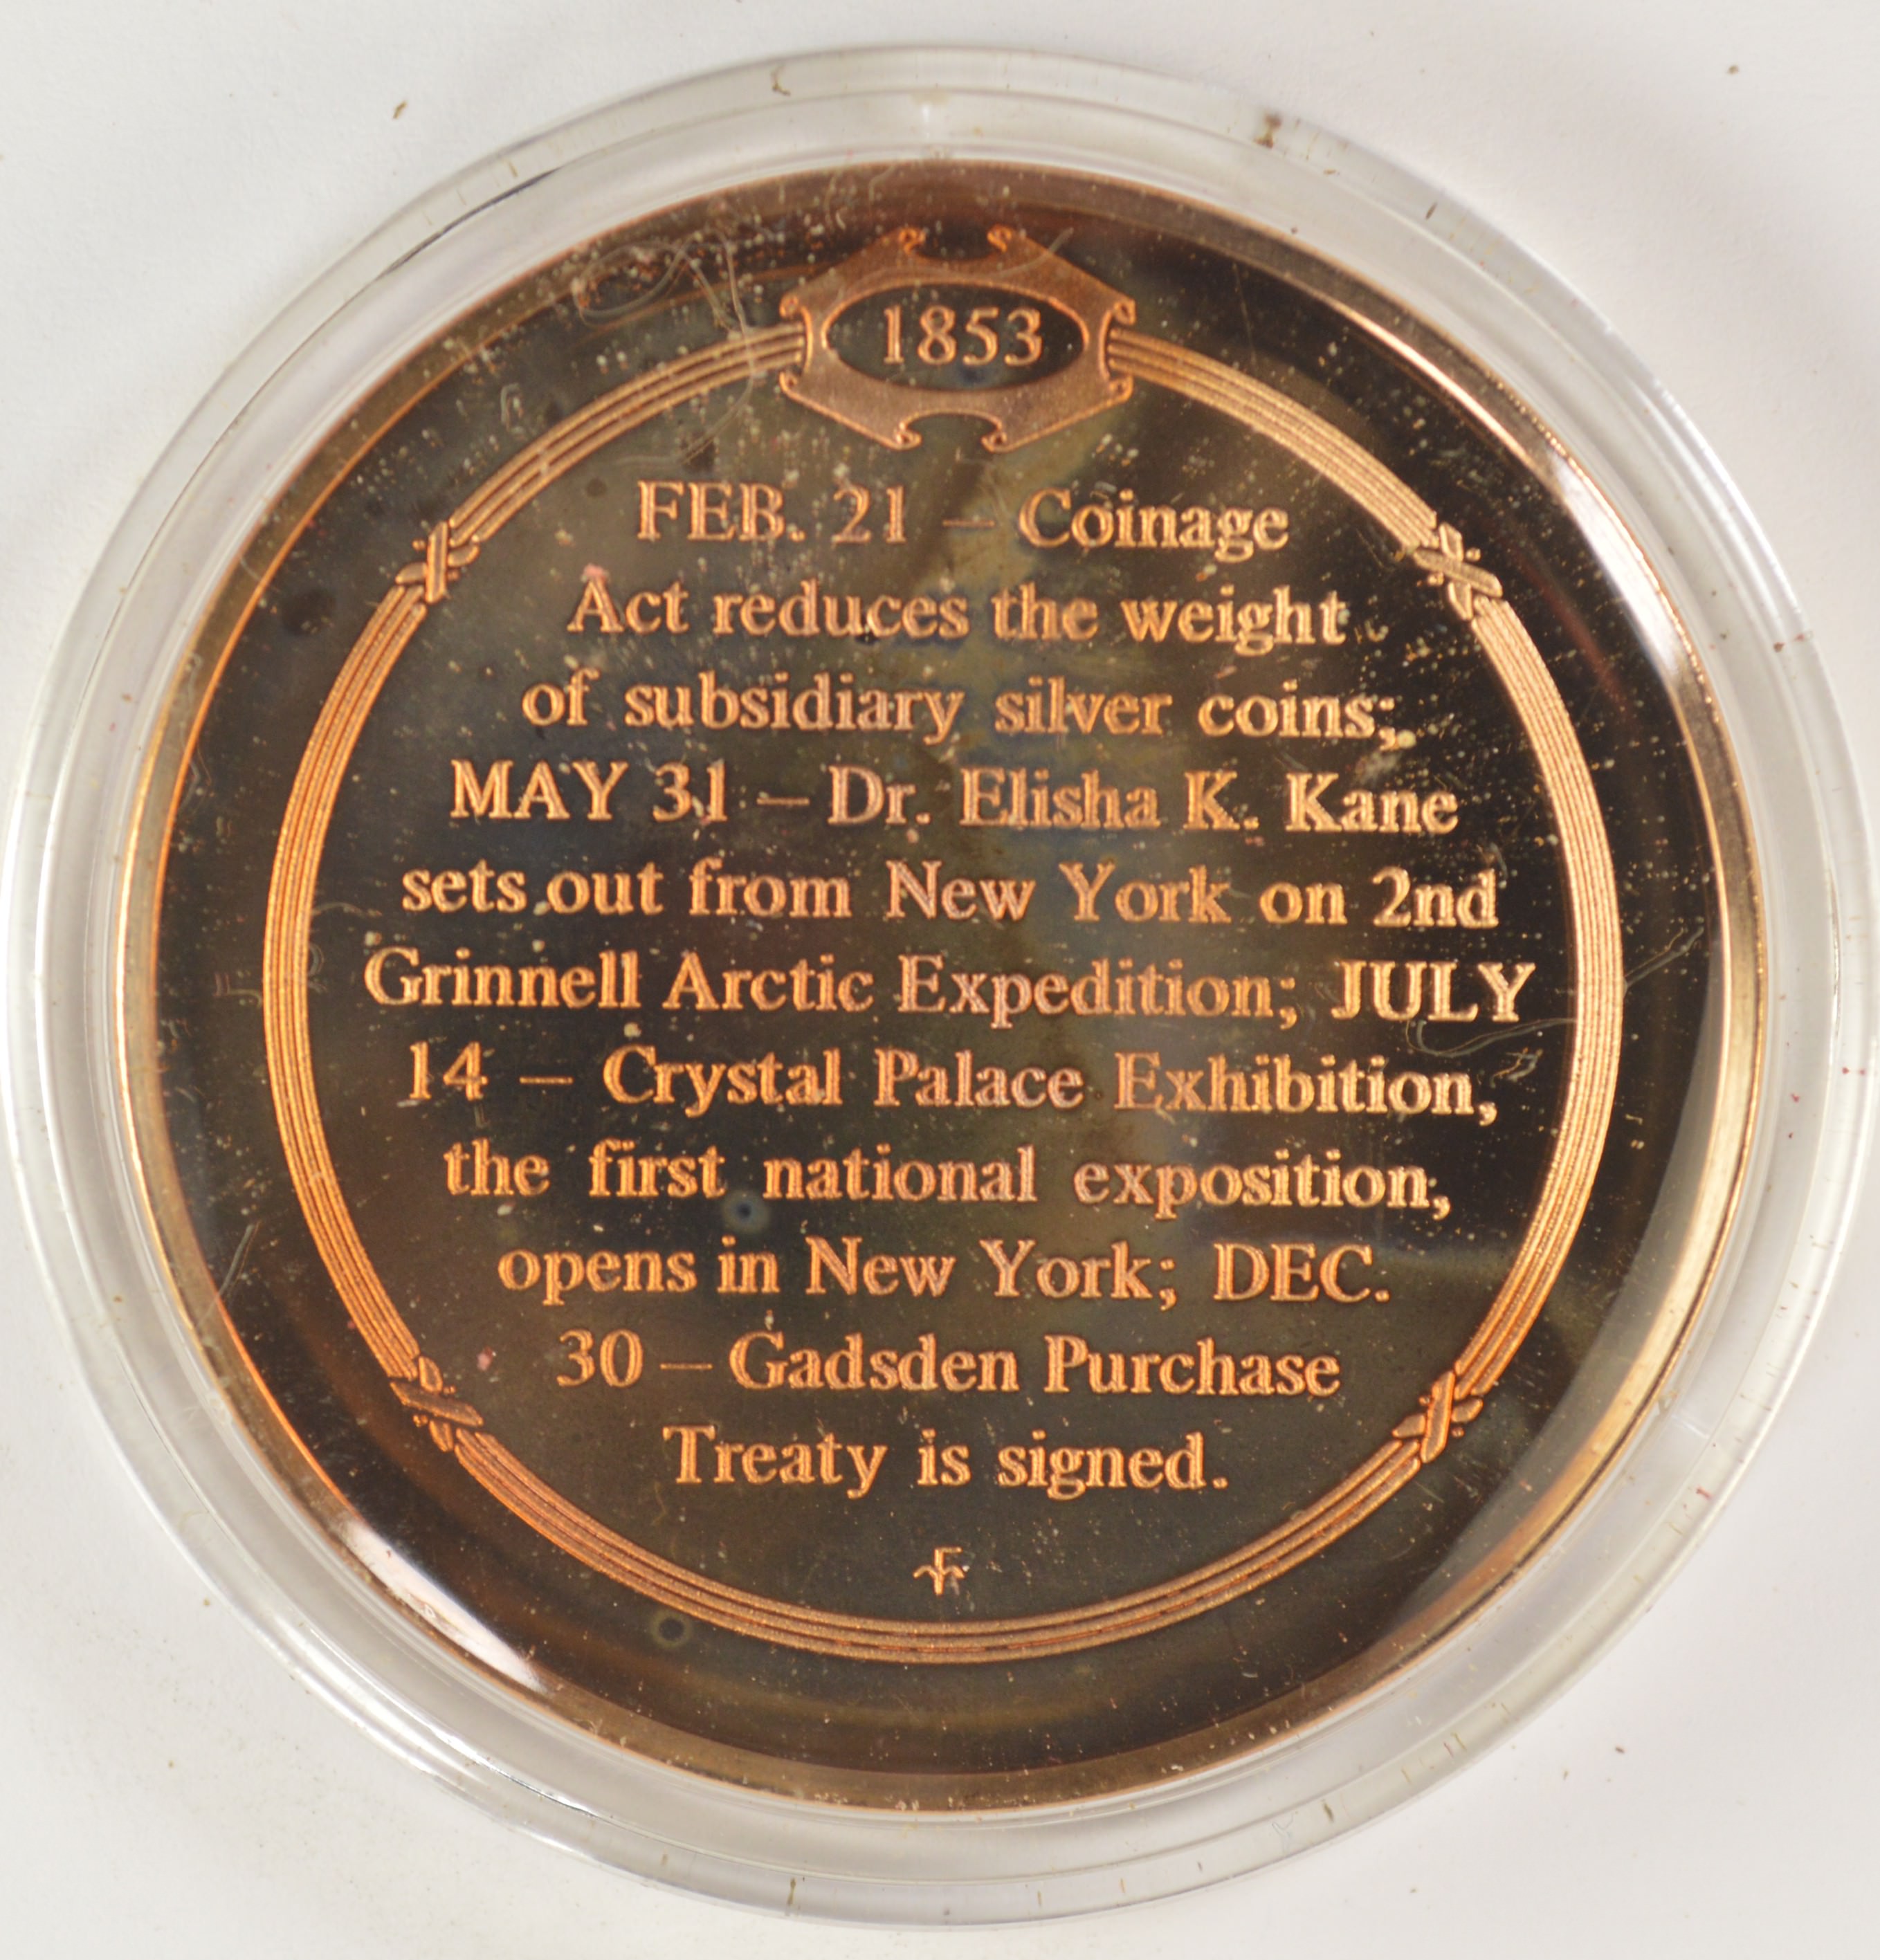 1853
FEB. 21 – Coinage
Act reduces the weight
of subsidiary silver coins;
MAY 31 – Dr. Elisha K. Kane
sets out from New York on 2nd
Grinnell Arctic Expedition; JULY
14 – Crystal Palace Exhibition,
the first national exposition,
opens in New York; DEC.
30 – Gadsden Purchase
Treaty is signed.